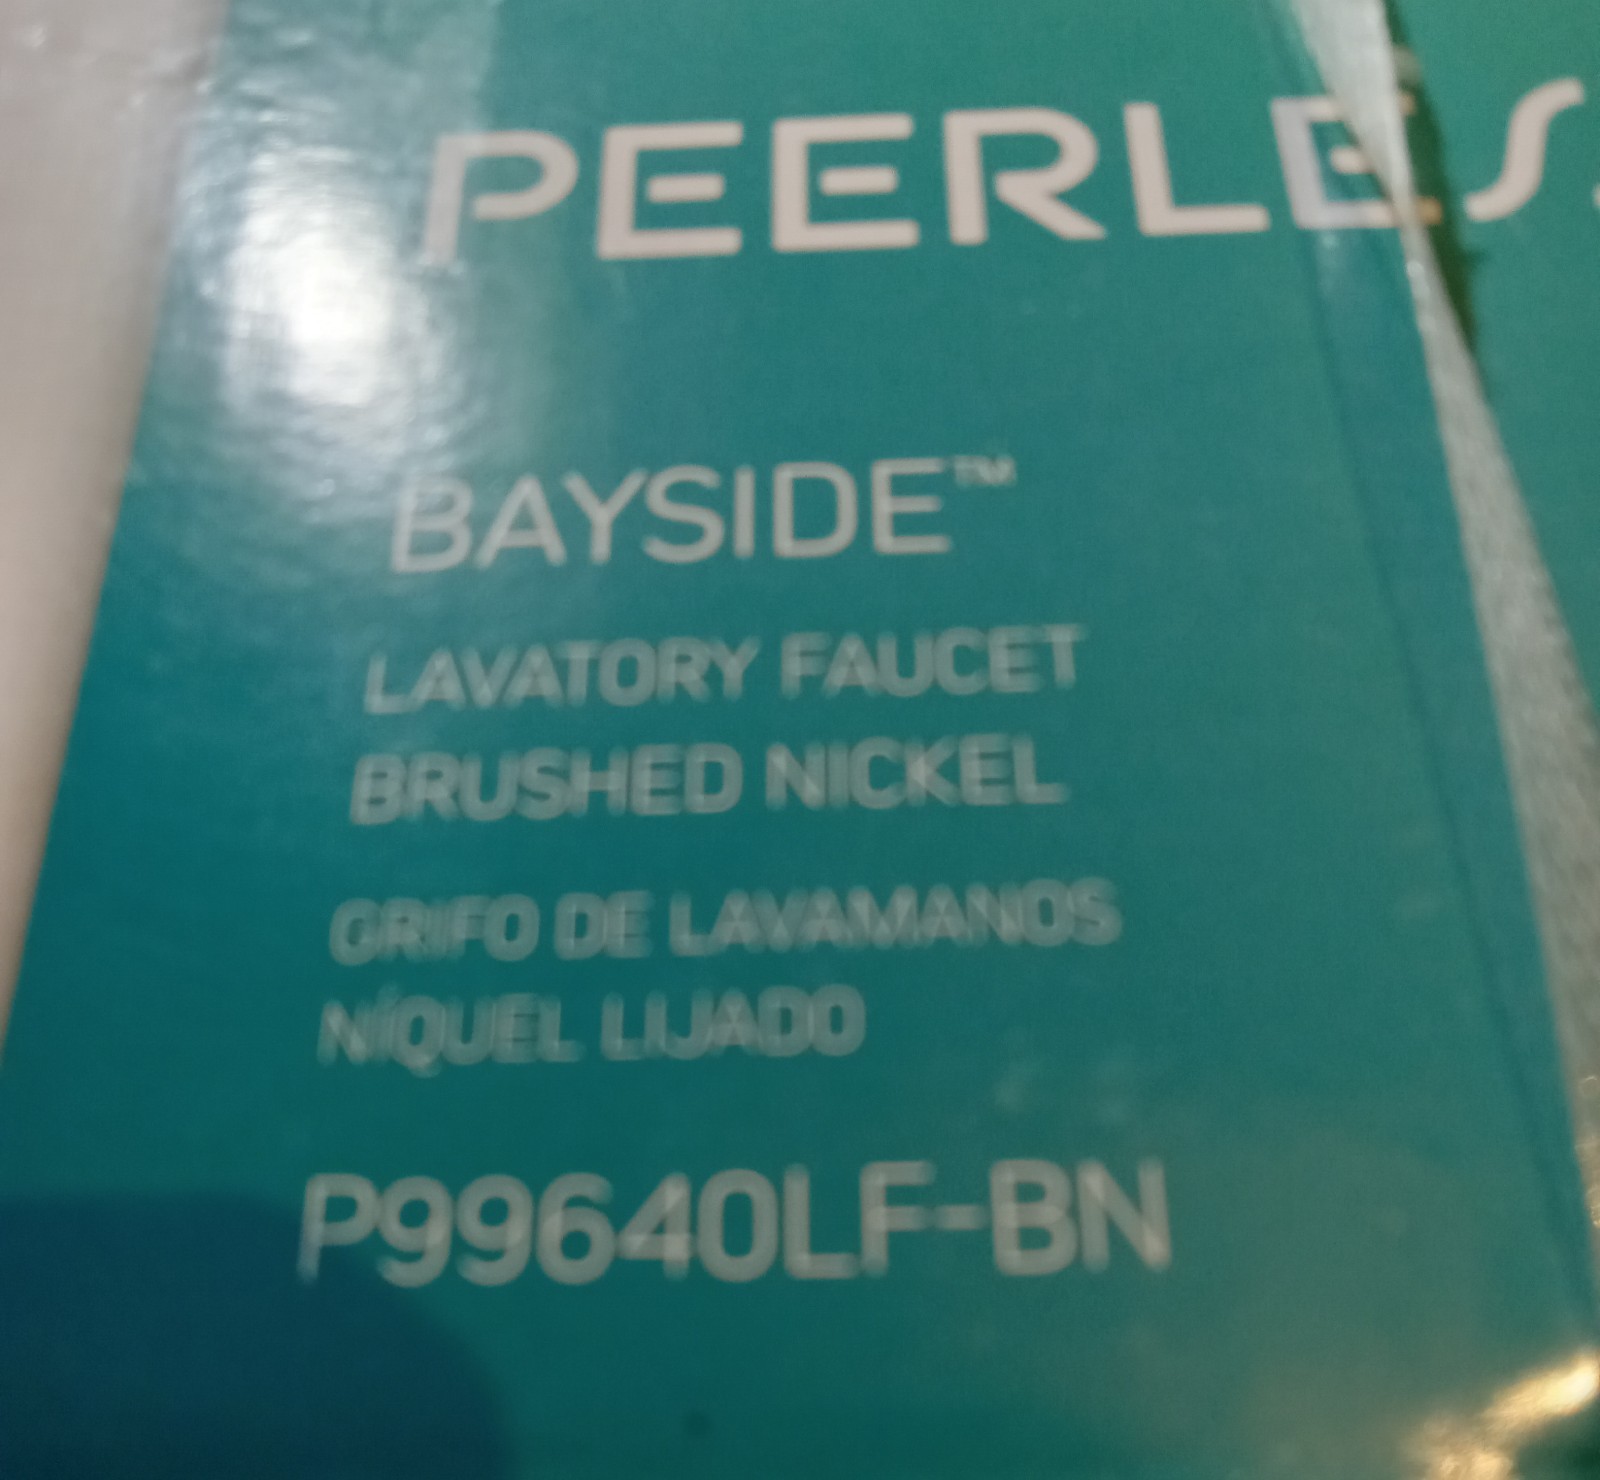 PEERLES
BAYSIDE™
LAVATORY FAUCET
BRUSHED NICKEL
GRIFO DE LAVAMANOS
NÍQUEL LIJADO
P99640LF-BN